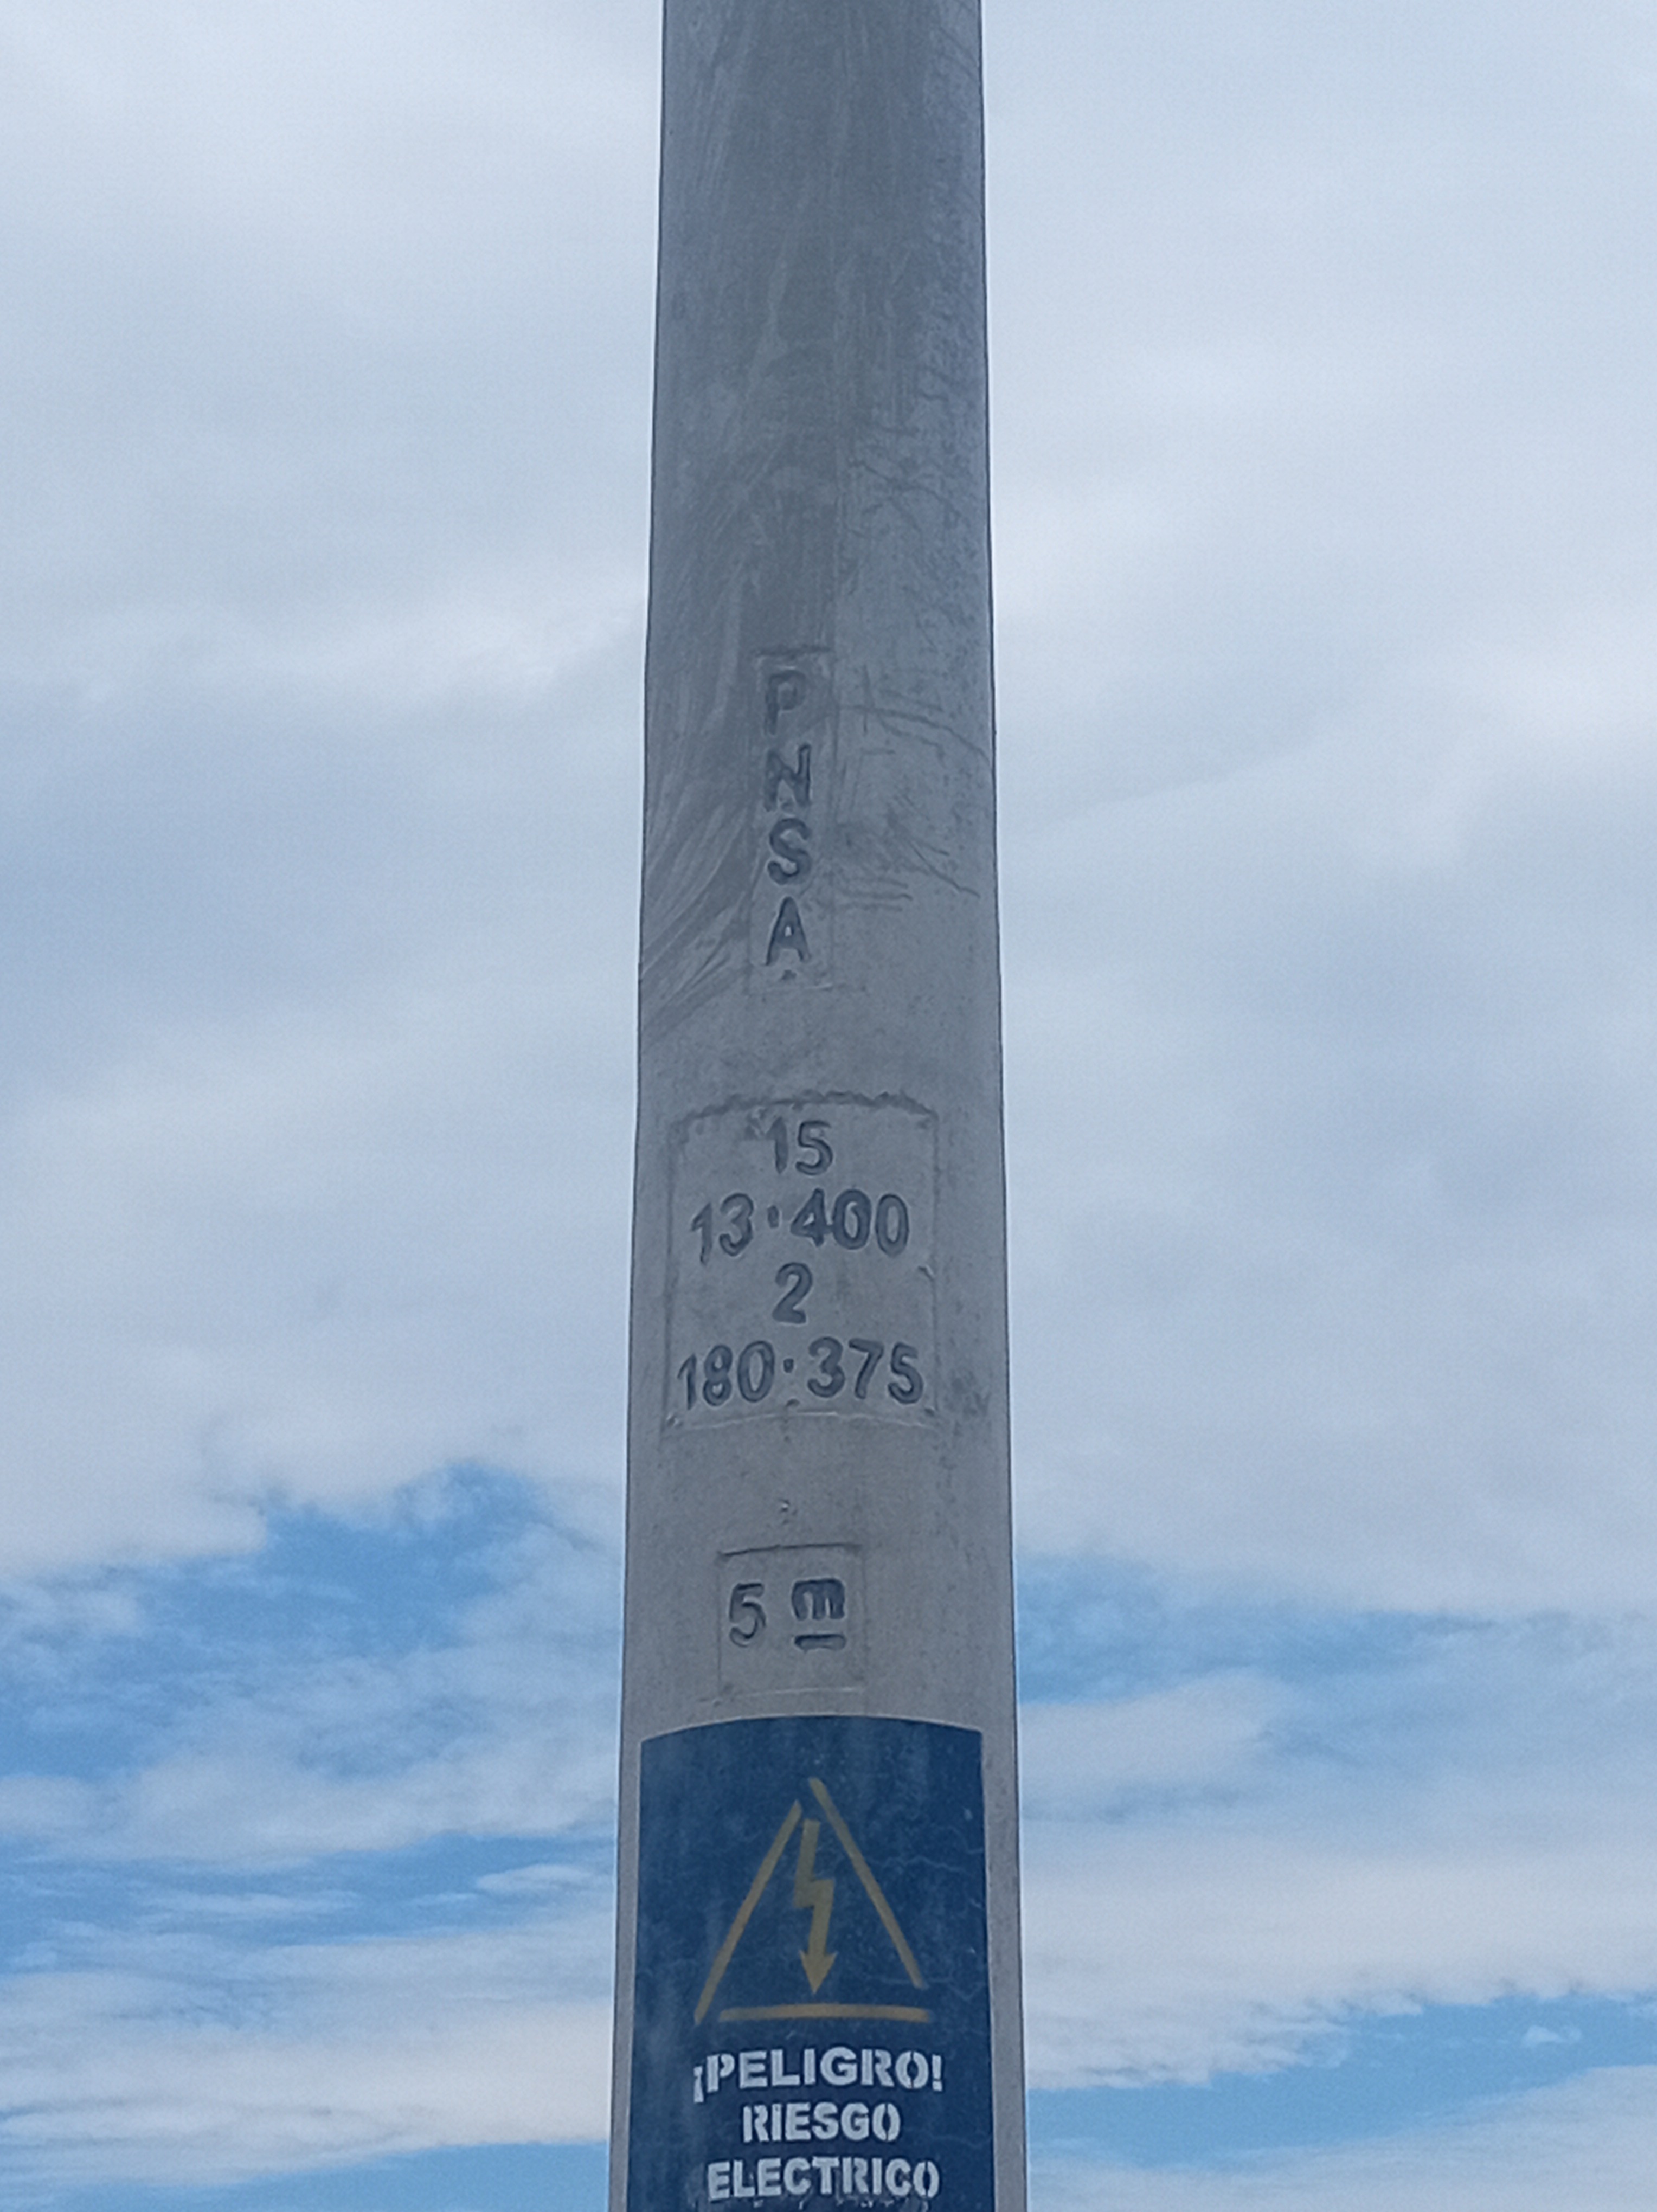 P
N
S
A
15
13·400
2
180·375
5 m
¡PELIGRO!
RIESGO
ELECTRICO